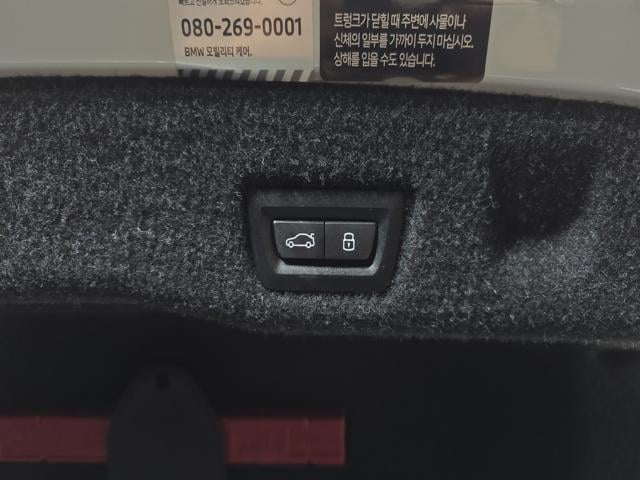 080-269-0001
BMW 모빌리티 케어.
트렁크가 닫힐 때 주변에 사물이나
신체의 일부를 가까이 두지 마십시오.
상해를 입을 수도 있습니다.